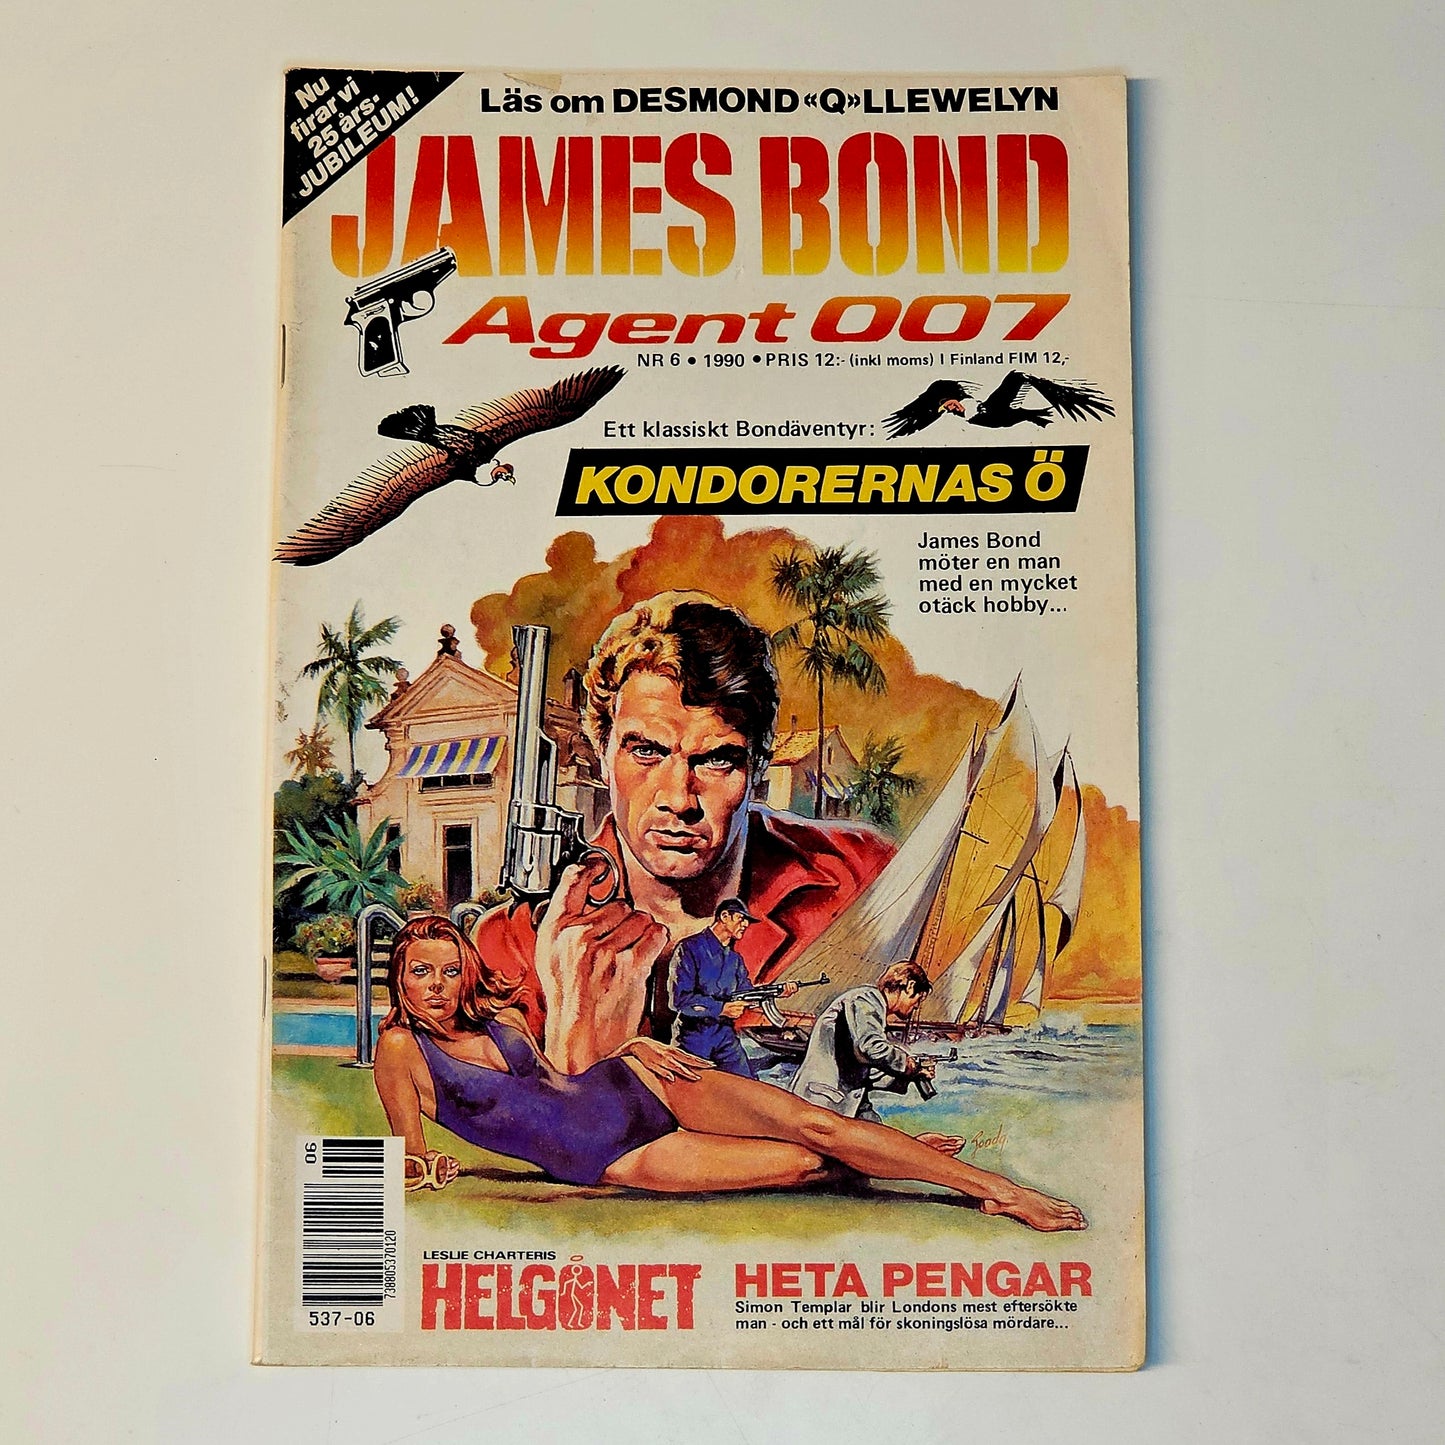 Nu
firar vi
25 års-
JUBILEUM!
Läs om DESMOND «Q» LLEWELYN
JAMES BOND
Agent 007
NR 6 • 1990 • PRIS 12:- (inkl moms) I Finland FIM 12,-
Ett klassiskt Bondäventyr:
KONDORERNAS Ö
James Bond
möter en man
med en mycket
otäck hobby...
90
7388053701 20
537-06
LESLIE CHARTERIS
HELGONET
HETA PENGAR
Simon Templar blir Londons mest eftersökte
man - och ett mål för skoningslösa mördare...